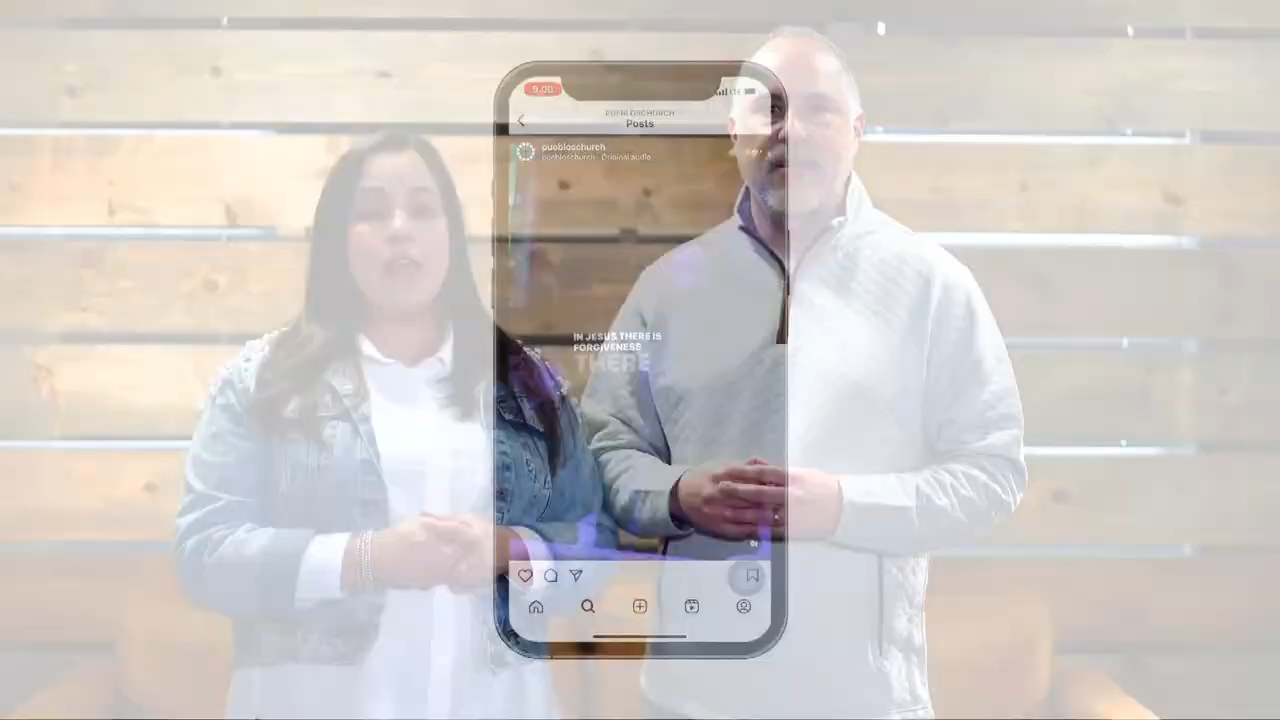 9:00
PUEBLOSCHURCH
Posts
puebloschurch
puebloschurch · Original audio
IN JESUS THERE IS
FORGIVENESS
THERE